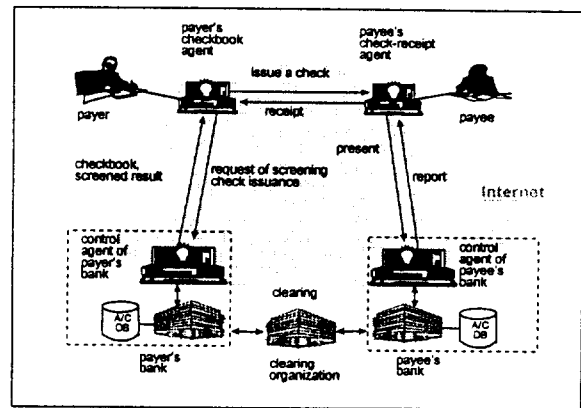 payer's
checkbook
agent
payee's
check-receipt
agent
issue a check
receipt
payer
payee
checkbook,
screened result
request of screening
check issuance
present
report
Internet
control
agent of
payer's
bank
control
agent of
payee's
bank
A/C
DB
clearing
A/C
DB
payer's
bank
clearing
organization
payee's
bank